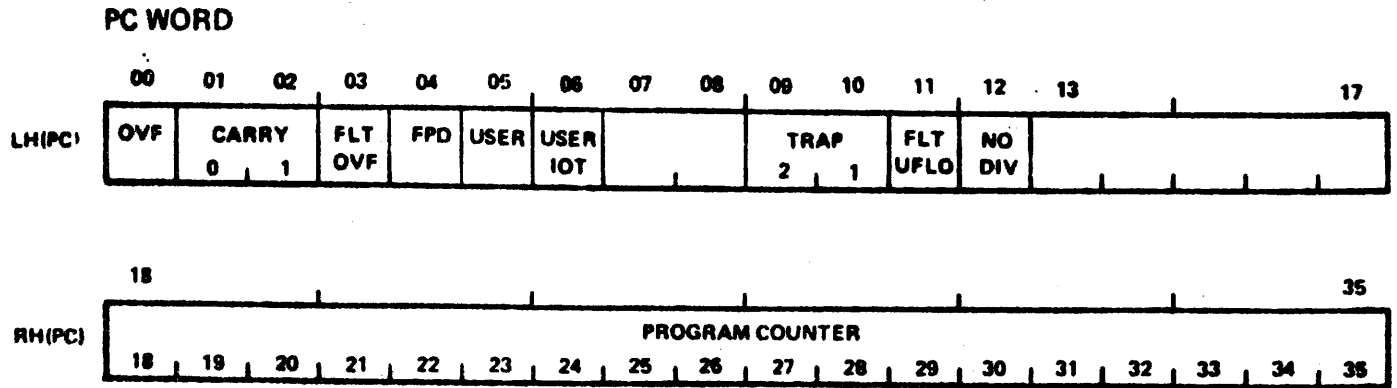 PC WORD
00 01 02 03 04 05 06 07 08 09 10 11 12 13 17
LH(PC) OVF CARRY FLT FPD USER USER TRAP FLT NO
0 1 OVF IOT 2 1 UFLO DIV
18 35
RH(PC) PROGRAM COUNTER
18 19 20 21 22 23 24 25 26 27 28 29 30 31 32 33 34 35